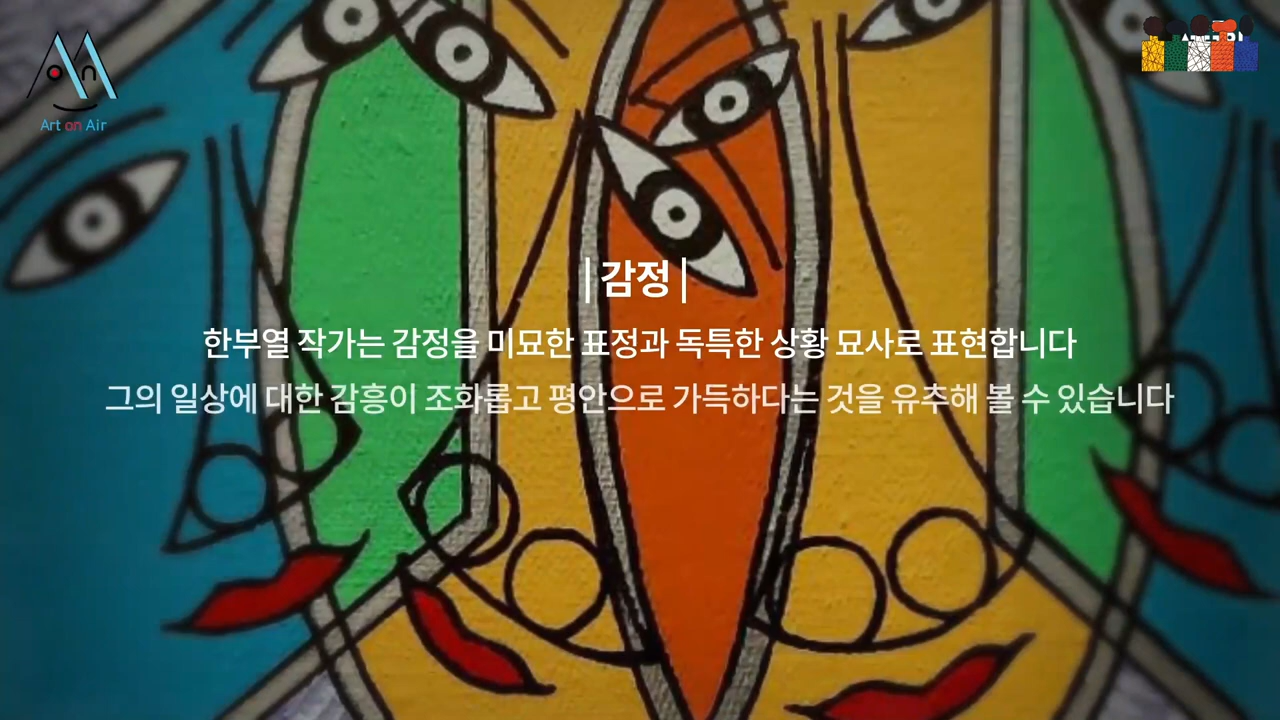 Art on Air
| 감정 |
한부열 작가는 감정을 미묘한 표정과 독특한 상황 묘사로 표현합니다
그의 일상에 대한 감흥이 조화롭고 평안으로 가득하다는 것을 유추해 볼 수 있습니다